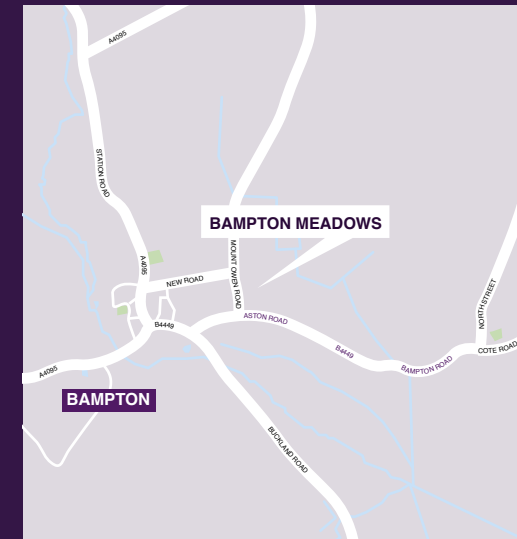 A4095
STATION ROAD
BAMPTON MEADOWS
A4095
MOUNT OWEN ROAD
NEW ROAD
NORTH STREET
ASTON ROAD
B4449
B4449
COTE ROAD
BAMPTON ROAD
A4095
BAMPTON
BUCKLAND ROAD